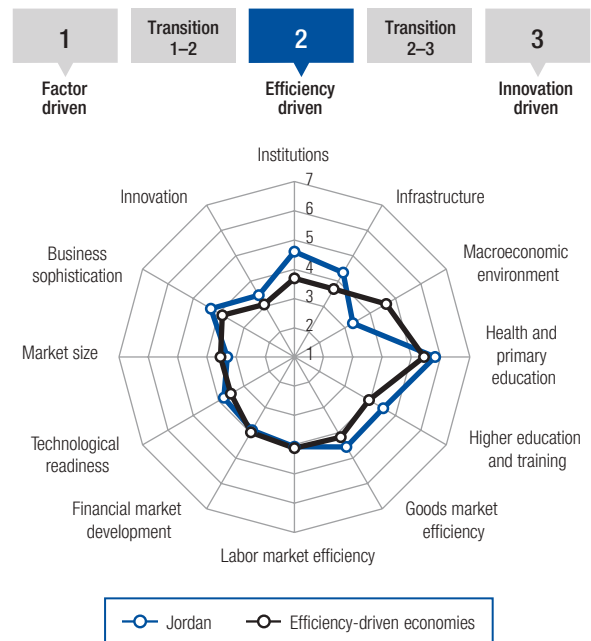 1
Transition
1–2
2
Transition
2–3
3
Factor
driven
Efficiency
driven
Innovation
driven
Institutions
Infrastructure
Macroeconomic
environment
Health and
primary
education
Higher education
and training
Goods market
efficiency
Labor market efficiency
Financial market
development
Technological
readiness
Market size
Business
sophistication
Innovation
7
6
5
4
3
2
1
Jordan
Efficiency-driven economies